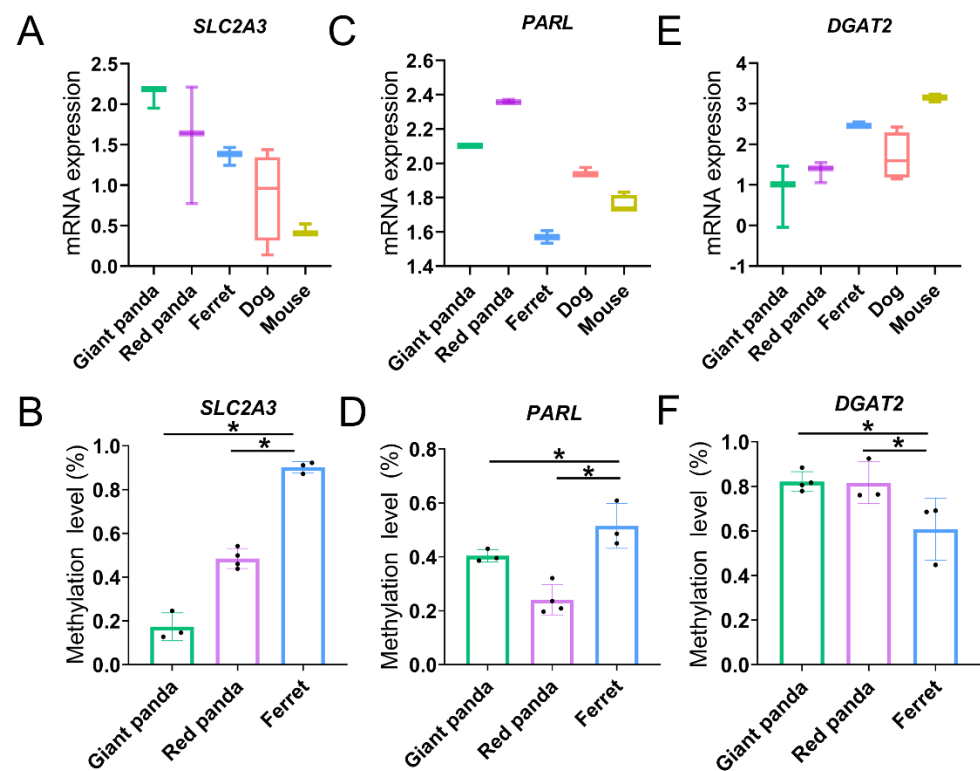 A
SLC2A3
mRNA expression
2.5
2.0
1.5
1.0
0.5
0.0
Giant panda
Red panda
Ferret
Dog
Mouse
C
PARL
mRNA expression
2.6
2.4
2.2
2.0
1.8
1.6
1.4
Giant panda
Red panda
Ferret
Dog
Mouse
E
DGAT2
mRNA expression
4
3
2
1
0
-1
Giant panda
Red panda
Ferret
Dog
Mouse
B
SLC2A3
Methylation level (%)
1.0
0.8
0.6
0.4
0.2
0.0
*
*
Giant panda
Red panda
Ferret
D
PARL
Methylation level (%)
0.8
0.6
0.4
0.2
0.0
*
*
Giant panda
Red panda
Ferret
F
DGAT2
Methylation level (%)
1.0
0.8
0.6
0.4
0.2
0.0
*
*
Giant panda
Red panda
Ferret